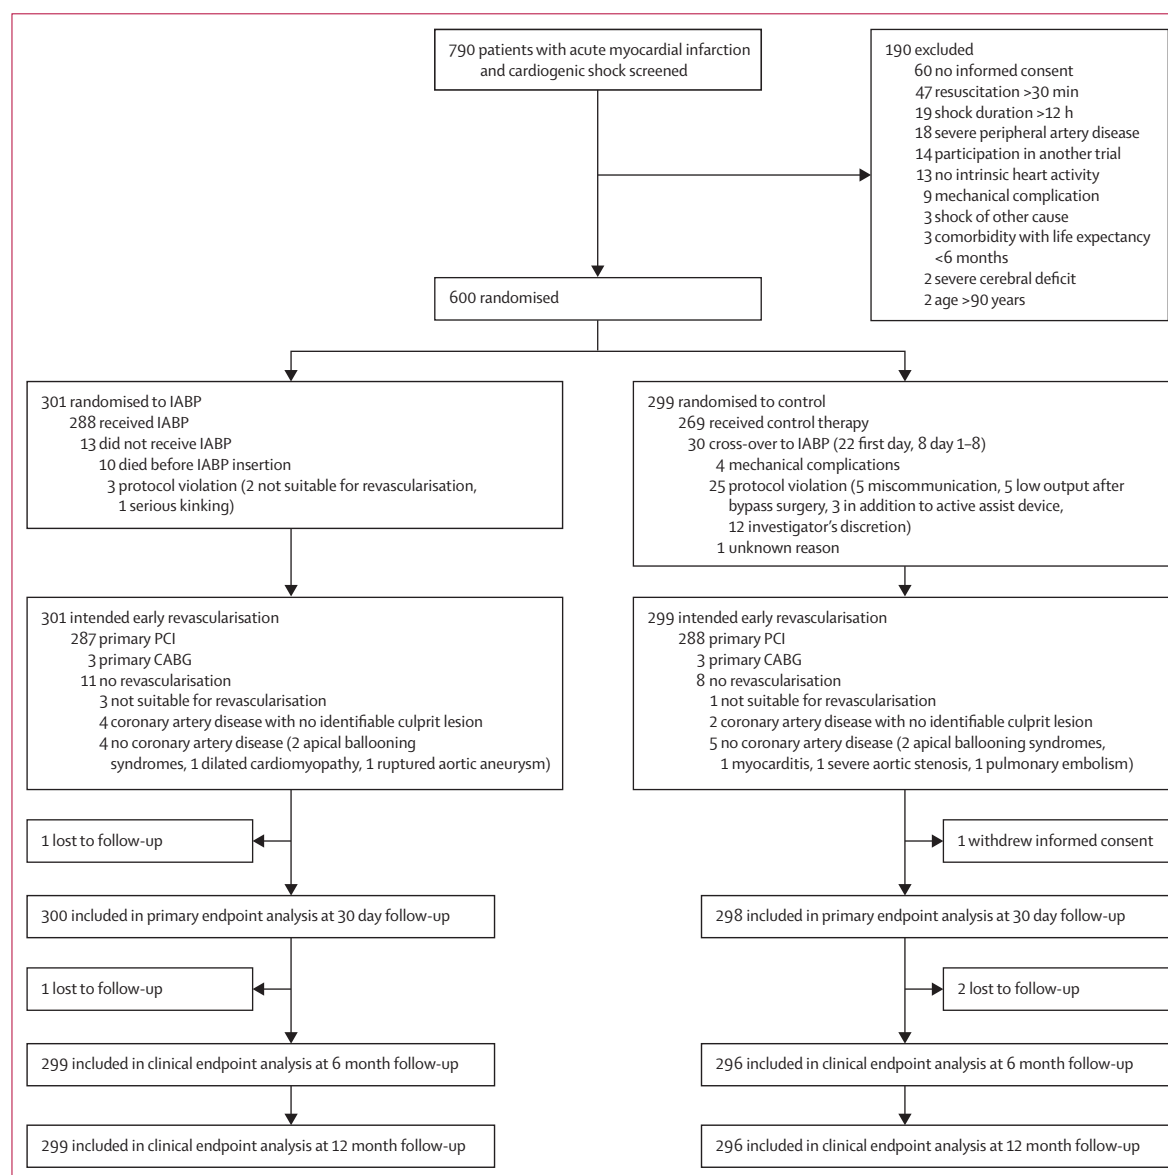 790 patients with acute myocardial infarction
and cardiogenic shock screened
190 excluded
60 no informed consent
47 resuscitation >30 min
19 shock duration >12 h
18 severe peripheral artery disease
14 participation in another trial
13 no intrinsic heart activity
9 mechanical complication
3 shock of other cause
3 comorbidity with life expectancy
<6 months
2 severe cerebral deficit
2 age >90 years
600 randomised
301 randomised to IABP
288 received IABP
13 did not receive IABP
10 died before IABP insertion
3 protocol violation (2 not suitable for revascularisation,
1 serious kinking)
299 randomised to control
269 received control therapy
30 cross-over to IABP (22 first day, 8 day 1–8)
4 mechanical complications
25 protocol violation (5 miscommunication, 5 low output after
bypass surgery, 3 in addition to active assist device,
12 investigator's discretion)
1 unknown reason
301 intended early revascularisation
287 primary PCI
3 primary CABG
11 no revascularisation
3 not suitable for revascularisation
4 coronary artery disease with no identifiable culprit lesion
4 no coronary artery disease (2 apical ballooning
syndromes, 1 dilated cardiomyopathy, 1 ruptured aortic aneurysm)
299 intended early revascularisation
288 primary PCI
3 primary CABG
8 no revascularisation
1 not suitable for revascularisation
2 coronary artery disease with no identifiable culprit lesion
5 no coronary artery disease (2 apical ballooning syndromes,
1 myocarditis, 1 severe aortic stenosis, 1 pulmonary embolism)
1 lost to follow-up
1 withdrew informed consent
300 included in primary endpoint analysis at 30 day follow-up
298 included in primary endpoint analysis at 30 day follow-up
1 lost to follow-up
2 lost to follow-up
299 included in clinical endpoint analysis at 6 month follow-up
296 included in clinical endpoint analysis at 6 month follow-up
299 included in clinical endpoint analysis at 12 month follow-up
296 included in clinical endpoint analysis at 12 month follow-up